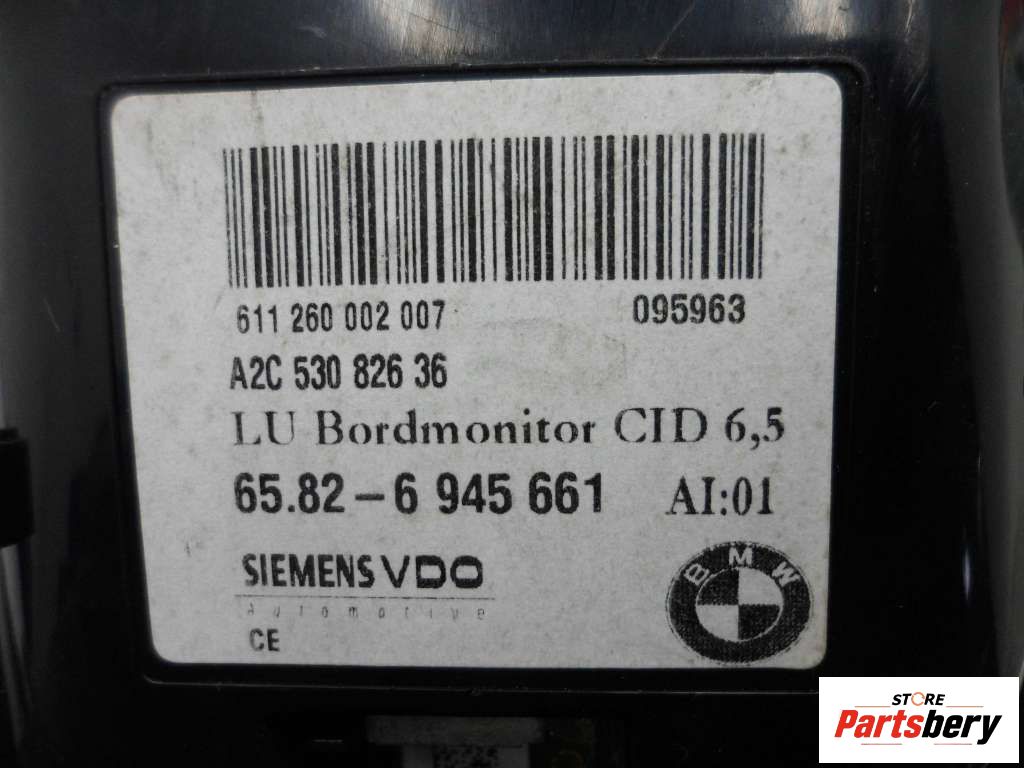 611 260 002 007 095963
A2C 530 826 36
LU Bordmonitor CID 6,5
65.82-6 945 661 AI:01
SIEMENS VDO
Automotive
CE
BMW
STORE
Partsbery